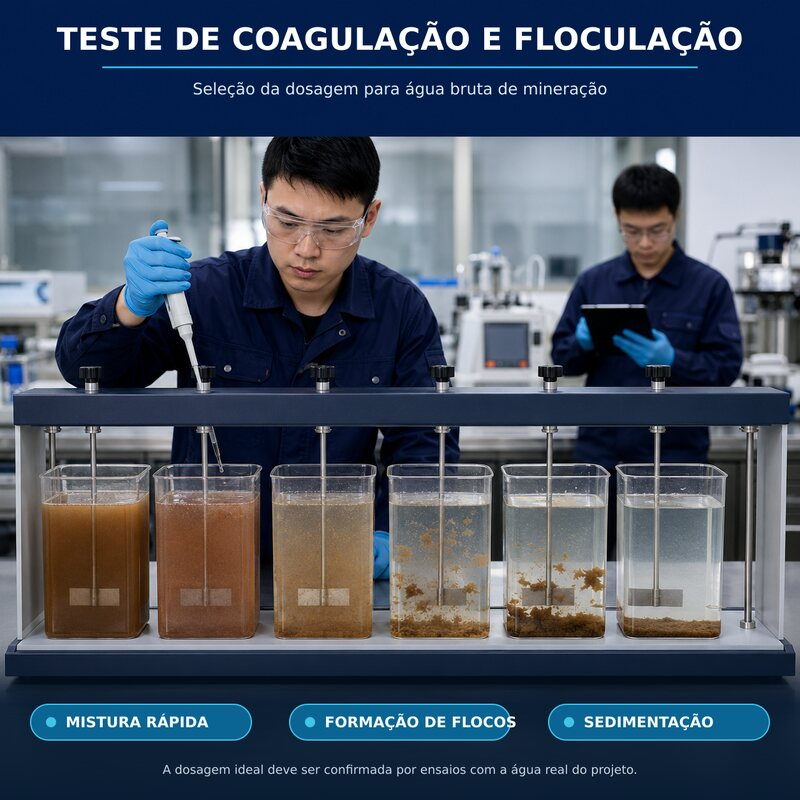 TESTE DE COAGULAÇÃO E FLOCULAÇÃO
Seleção da dosagem para água bruta de mineração
MISTURA RÁPIDA
FORMAÇÃO DE FLOCOS
SEDIMENTAÇÃO
A dosagem ideal deve ser confirmada por ensaios com a água real do projeto.